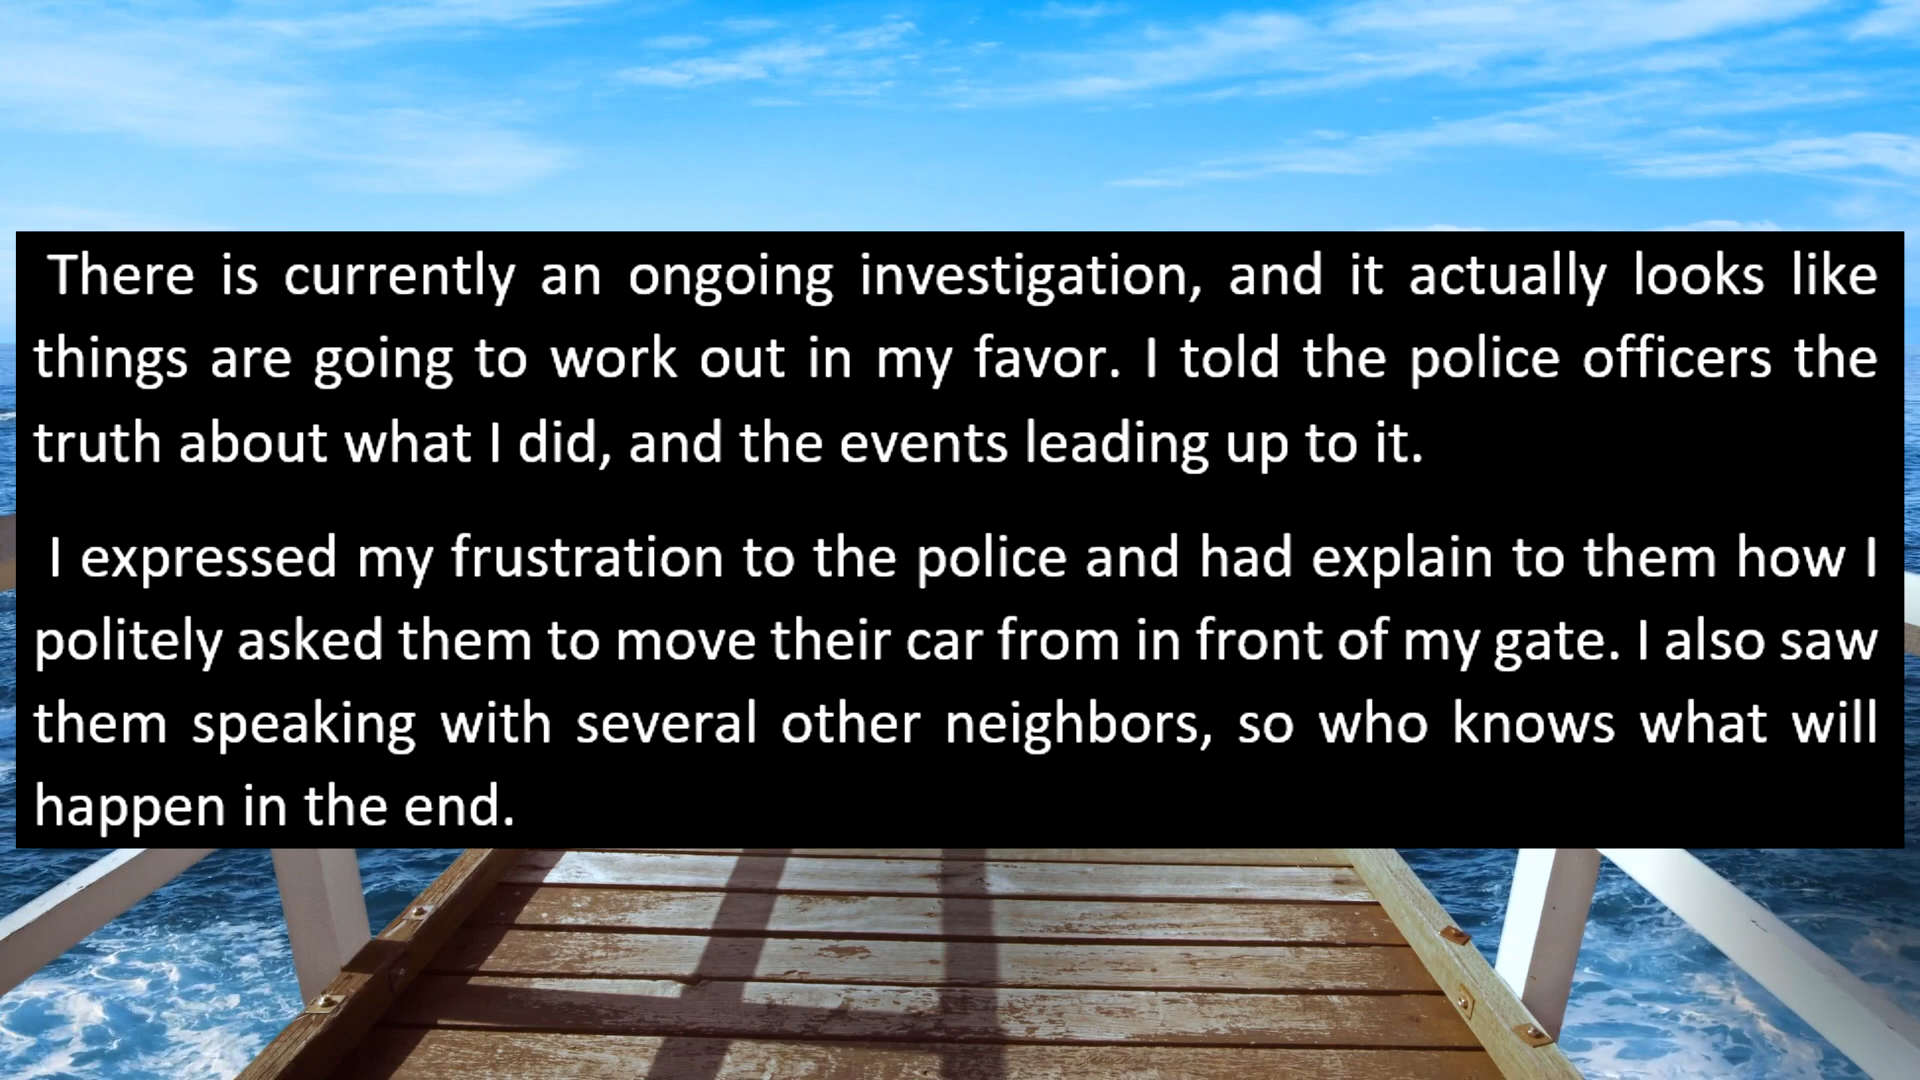 There is currently an ongoing investigation, and it actually looks like
things are going to work out in my favor. I told the police officers the
truth about what I did, and the events leading up to it.
I expressed my frustration to the police and had explain to them how I
politely asked them to move their car from in front of my gate. I also saw
them speaking with several other neighbors, so who knows what will
happen in the end.